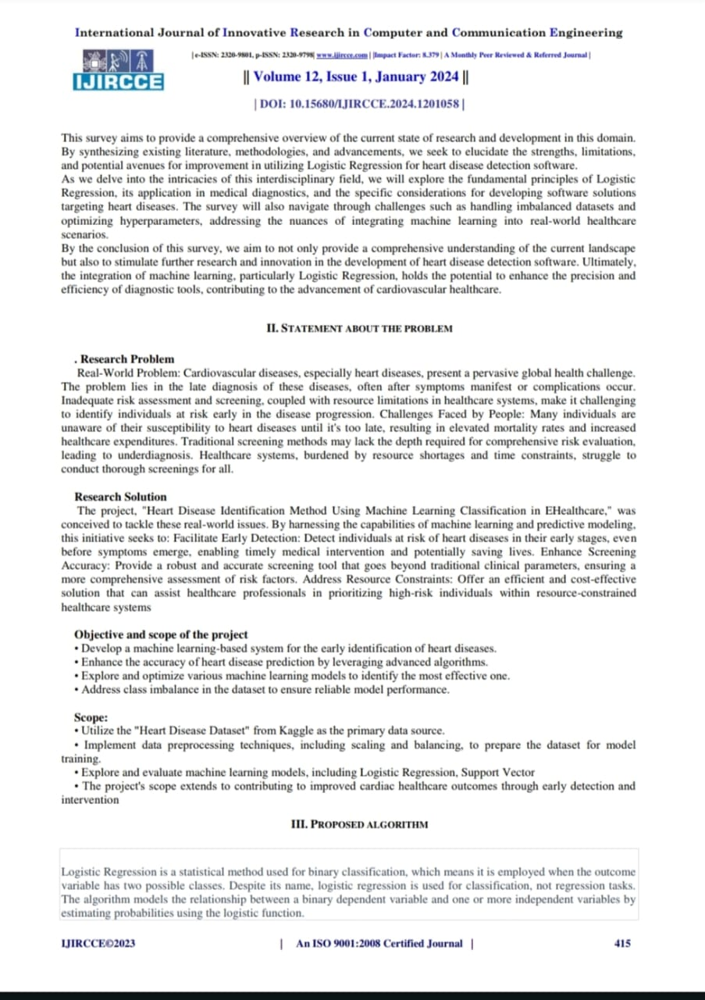 International Journal of Innovative Research in Computer and Communication Engineering
| e-ISSN: 2320-9801, p-ISSN: 2320-9798| www.ijircce.com | |Impact Factor: 8.379 | A Monthly Peer Reviewed & Referred Journal |
IJIRCCE
|| Volume 12, Issue 1, January 2024 ||
| DOI: 10.15680/IJIRCCE.2024.1201058 |
This survey aims to provide a comprehensive overview of the current state of research and development in this domain.
By synthesizing existing literature, methodologies, and advancements, we seek to elucidate the strengths, limitations,
and potential avenues for improvement in utilizing Logistic Regression for heart disease detection software.
As we delve into the intricacies of this interdisciplinary field, we will explore the fundamental principles of Logistic
Regression, its application in medical diagnostics, and the specific considerations for developing software solutions
targeting heart diseases. The survey will also navigate through challenges such as handling imbalanced datasets and
optimizing hyperparameters, addressing the nuances of integrating machine learning into real-world healthcare
scenarios.
By the conclusion of this survey, we aim to not only provide a comprehensive understanding of the current landscape
but also to stimulate further research and innovation in the development of heart disease detection software. Ultimately,
the integration of machine learning, particularly Logistic Regression, holds the potential to enhance the precision and
efficiency of diagnostic tools, contributing to the advancement of cardiovascular healthcare.
II. STATEMENT ABOUT THE PROBLEM
. Research Problem
Real-World Problem: Cardiovascular diseases, especially heart diseases, present a pervasive global health challenge.
The problem lies in the late diagnosis of these diseases, often after symptoms manifest or complications occur.
Inadequate risk assessment and screening, coupled with resource limitations in healthcare systems, make it challenging
to identify individuals at risk early in the disease progression. Challenges Faced by People: Many individuals are
unaware of their susceptibility to heart diseases until it's too late, resulting in elevated mortality rates and increased
healthcare expenditures. Traditional screening methods may lack the depth required for comprehensive risk evaluation,
leading to underdiagnosis. Healthcare systems, burdened by resource shortages and time constraints, struggle to
conduct thorough screenings for all.
Research Solution
The project, "Heart Disease Identification Method Using Machine Learning Classification in EHealthcare," was
conceived to tackle these real-world issues. By harnessing the capabilities of machine learning and predictive modeling,
this initiative seeks to: Facilitate Early Detection: Detect individuals at risk of heart diseases in their early stages, even
before symptoms emerge, enabling timely medical intervention and potentially saving lives. Enhance Screening
Accuracy: Provide a robust and accurate screening tool that goes beyond traditional clinical parameters, ensuring a
more comprehensive assessment of risk factors. Address Resource Constraints: Offer an efficient and cost-effective
solution that can assist healthcare professionals in prioritizing high-risk individuals within resource-constrained
healthcare systems
Objective and scope of the project
• Develop a machine learning-based system for the early identification of heart diseases.
• Enhance the accuracy of heart disease prediction by leveraging advanced algorithms.
• Explore and optimize various machine learning models to identify the most effective one.
• Address class imbalance in the dataset to ensure reliable model performance.
Scope:
• Utilize the "Heart Disease Dataset" from Kaggle as the primary data source.
• Implement data preprocessing techniques, including scaling and balancing, to prepare the dataset for model
training.
• Explore and evaluate machine learning models, including Logistic Regression, Support Vector
• The project's scope extends to contributing to improved cardiac healthcare outcomes through early detection and
intervention
III. PROPOSED ALGORITHM
Logistic Regression is a statistical method used for binary classification, which means it is employed when the outcome
variable has two possible classes. Despite its name, logistic regression is used for classification, not regression tasks.
The algorithm models the relationship between a binary dependent variable and one or more independent variables by
estimating probabilities using the logistic function.
IJIRCCE©2023 | An ISO 9001:2008 Certified Journal | 415